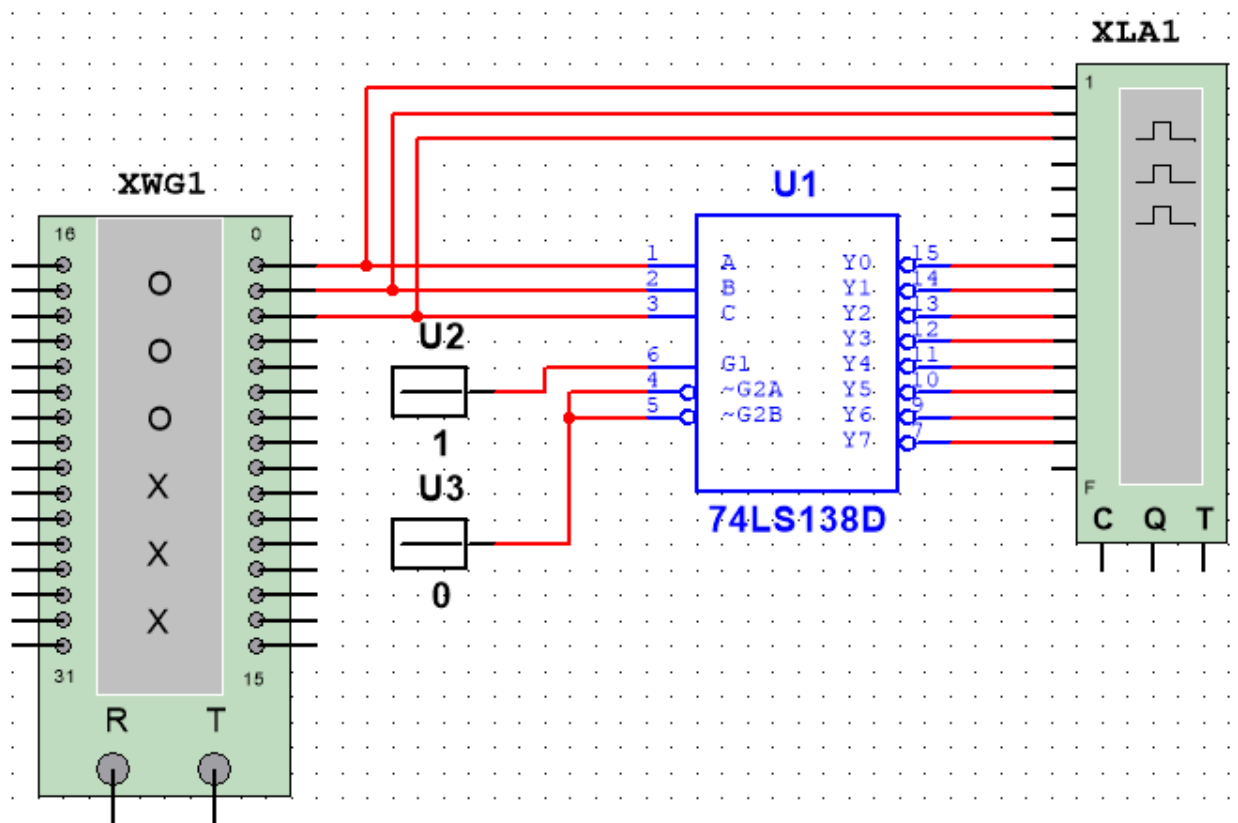 XLA1
1
XWG1
U1
16 0
O
O
O
X
X
X
31 15
R T
1 A Y0 15
2 B Y1 14
3 C Y2 13
Y3 12
6 G1 Y4 11
4 ~G2A Y5 10
5 ~G2B Y6 9
Y7 7
74LS138D
U2
1
U3
0
F
C Q T